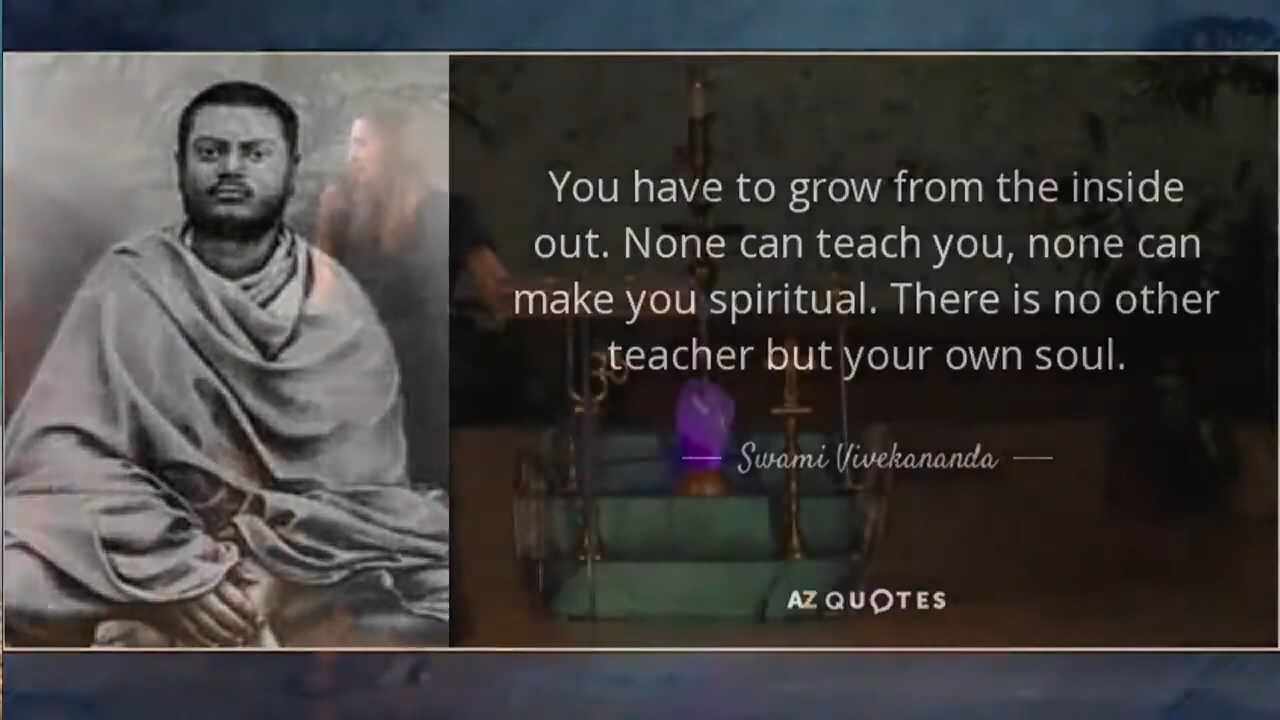 You have to grow from the inside
out. None can teach you, none can
make you spiritual. There is no other
teacher but your own soul.
Swami Vivekananda
AZ QUOTES